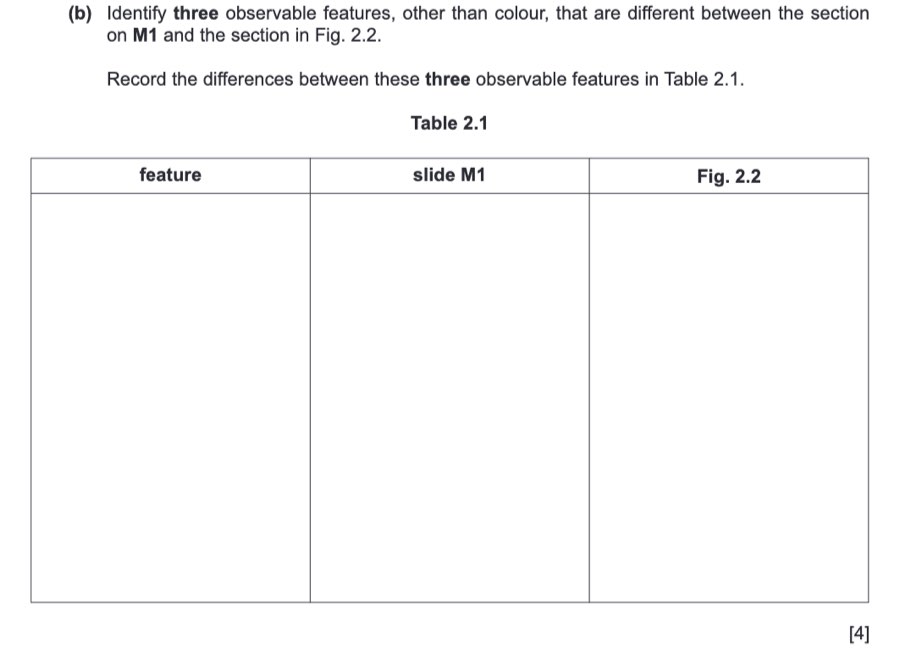 (b) Identify three observable features, other than colour, that are different between the section
on M1 and the section in Fig. 2.2.
Record the differences between these three observable features in Table 2.1.
Table 2.1
feature slide M1 Fig. 2.2
[4]